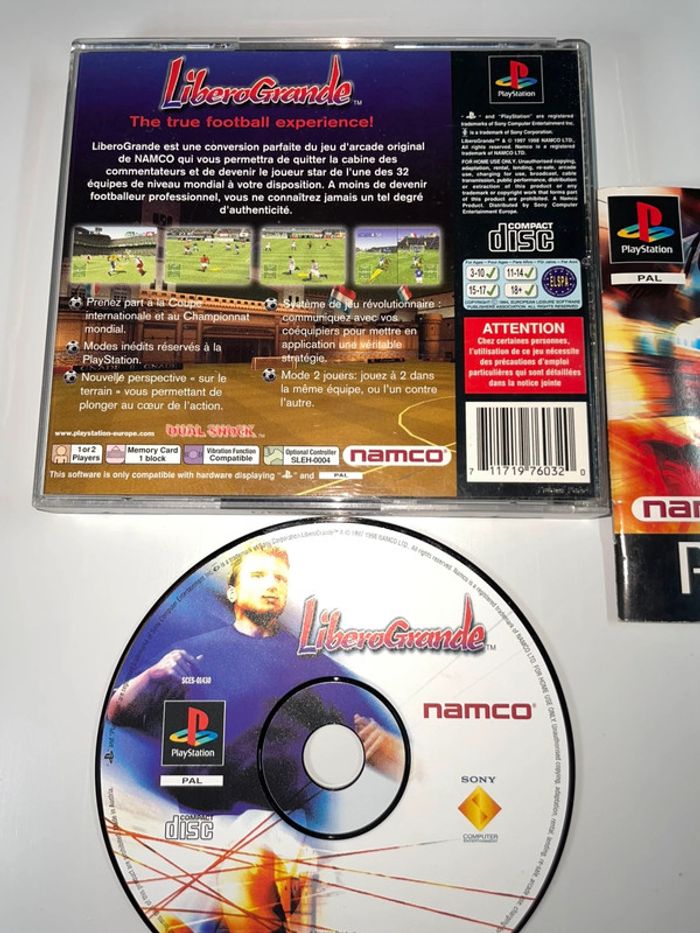 LiberoGrande™
The true football experience!
LiberoGrande est une conversion parfaite du jeu d'arcade original
de NAMCO qui vous permettra de quitter la cabine des
commentateurs et de devenir le joueur star de l'une des 32
équipes de niveau mondial à votre disposition. A moins de devenir
footballeur professionnel, vous ne connaîtrez jamais un tel degré
d'authenticité.
Prenez part à la Coupe
internationale et au Championnat
mondial.
Modes inédits réservés à la
PlayStation.
Nouvelle perspective « sur le
terrain » vous permettant de
plonger au cœur de l'action.
Système de jeu révolutionnaire :
communiquez avec vos
coéquipiers pour mettre en
application une véritable
stratégie.
Mode 2 joueurs: jouez à 2 dans
la même équipe, ou l'un contre
l'autre.
www.playstation-europe.com
DUAL SHOCK™
1 or 2
Players
Memory Card
1 block
Vibration Function
Compatible
Optional Controller
SLEH-0004
namco
This software is only compatible with hardware displaying " " and PAL
PlayStation
" " and "PlayStation" are registered
trademarks of Sony Computer Entertainment Inc.
is a trademark of Sony Corporation.
LiberoGrande™ & © 1997 1998 NAMCO LTD.,
All rights reserved. Namco is a registered
trademark of NAMCO LTD.
FOR HOME USE ONLY. Unauthorised copying,
adaptation, rental, lending, re-sale, arcade
use, charging for use, broadcast, cable
transmission, public performance, distribution
or extraction of this product or any
trademark or copyright work that forms part
of this product are prohibited. A Namco
Product. Distributed by Sony Computer
Entertainment Europe.
COMPACT
disc
3-10
11-14
15-17
18+
ELSPA
ATTENTION
Chez certaines personnes,
l'utilisation de ce jeu nécessite
des précautions d'emploi
particulières qui sont détaillées
dans la notice jointe
7 11719 76032 0
PlayStation
PAL
LiberoGrande™
namco
SCES-01430
PlayStation
PAL
COMPACT
disc
SONY
COMPUTER
ENTERTAINMENT